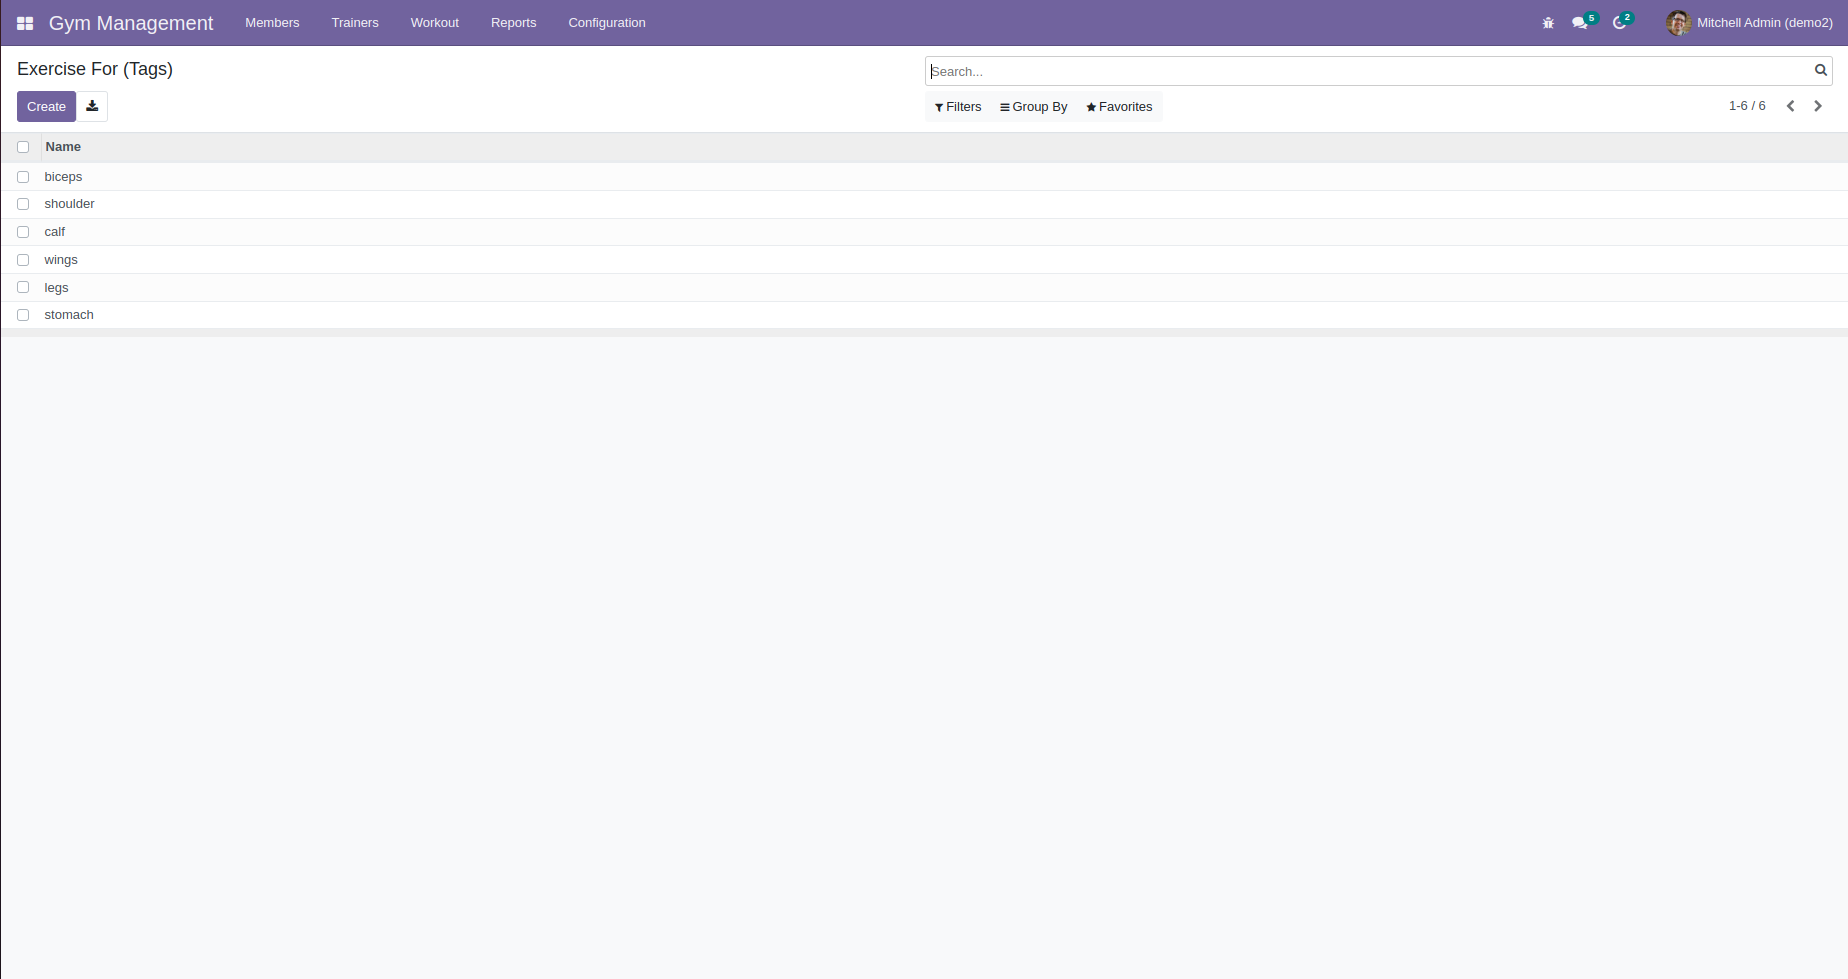 Gym Management Members Trainers Workout Reports Configuration 5 2 Mitchell Admin (demo2)
Exercise For (Tags) Search...
Create Filters Group By Favorites 1-6 / 6
Name
biceps
shoulder
calf
wings
legs
stomach